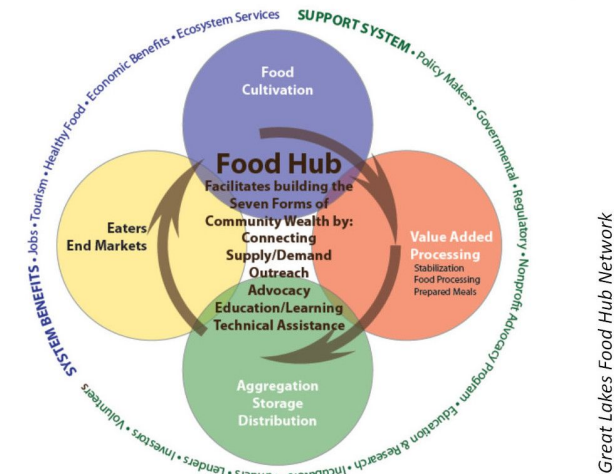 SYSTEM BENEFITS • Jobs • Tourism • Healthy Food • Economic Benefits • Ecosystem Services
SUPPORT SYSTEM • Policy Makers • Governmental • Regulatory • Nonprofit Advocacy Program • Education & Research •
• Lenders • Investors • Volunteers
Food
Cultivation
Food Hub
Facilitates building the
Seven Forms of
Community Wealth by:
Connecting
Supply/Demand
Outreach
Advocacy
Education/Learning
Technical Assistance
Eaters
End Markets
Value Added
Processing
Stabilization
Food Processing
Prepared Meals
Aggregation
Storage
Distribution
Great Lakes Food Hub Network